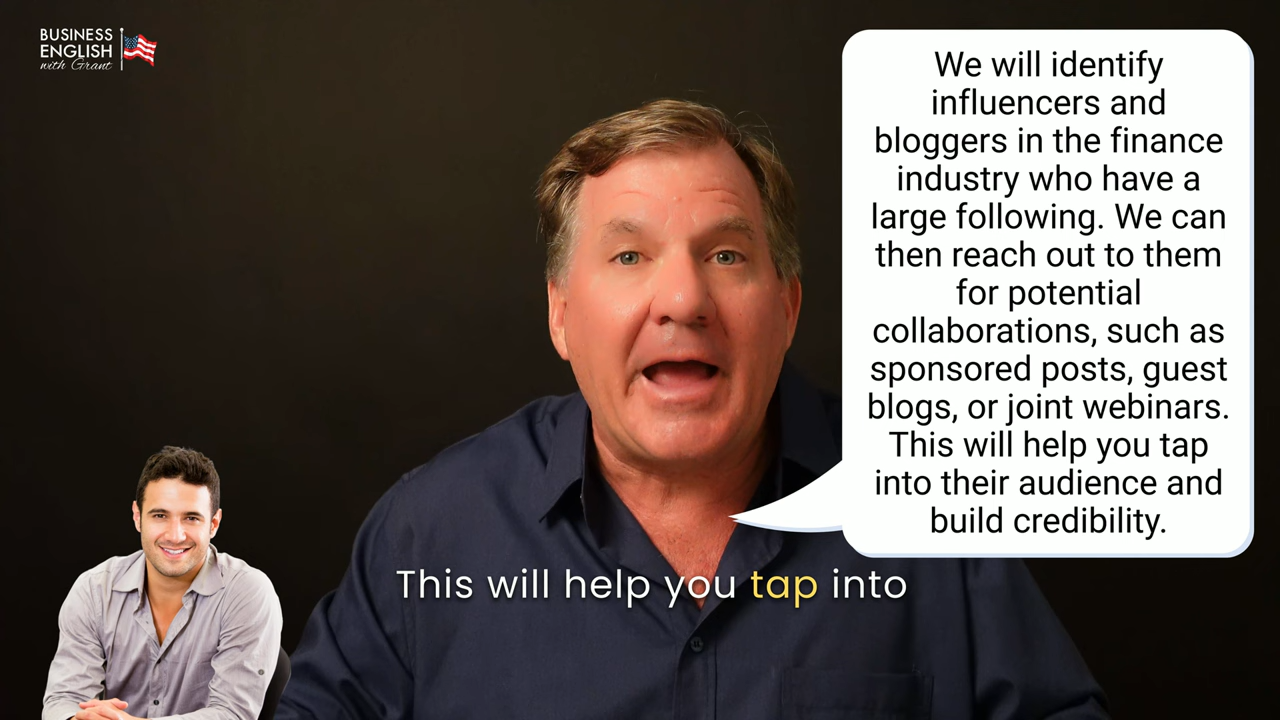 BUSINESS
ENGLISH
with Grant
We will identify
influencers and
bloggers in the finance
industry who have a
large following. We can
then reach out to them
for potential
collaborations, such as
sponsored posts, guest
blogs, or joint webinars.
This will help you tap
into their audience and
build credibility.
This will help you tap into